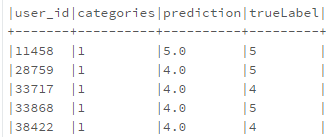 |user_id|categories|prediction|trueLabel|
+-------+----------+----------+---------+
|11458  |1         |5.0       |5        |
|28759  |1         |4.0       |5        |
|33717  |1         |4.0       |4        |
|33868  |1         |4.0       |5        |
|38422  |1         |4.0       |4        |